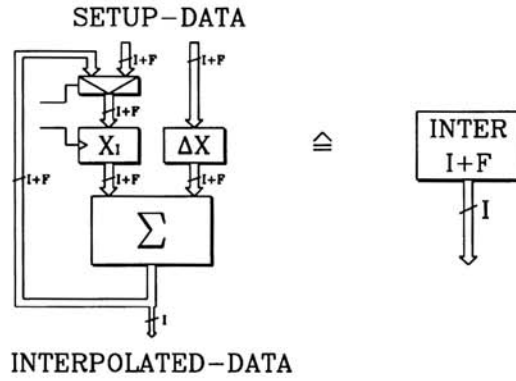 SETUP-DATA
I+F
I+F
I+F
X₁
ΔX
I+F
I+F
I+F
Σ
I
INTERPOLATED-DATA
≙
INTER
I+F
I